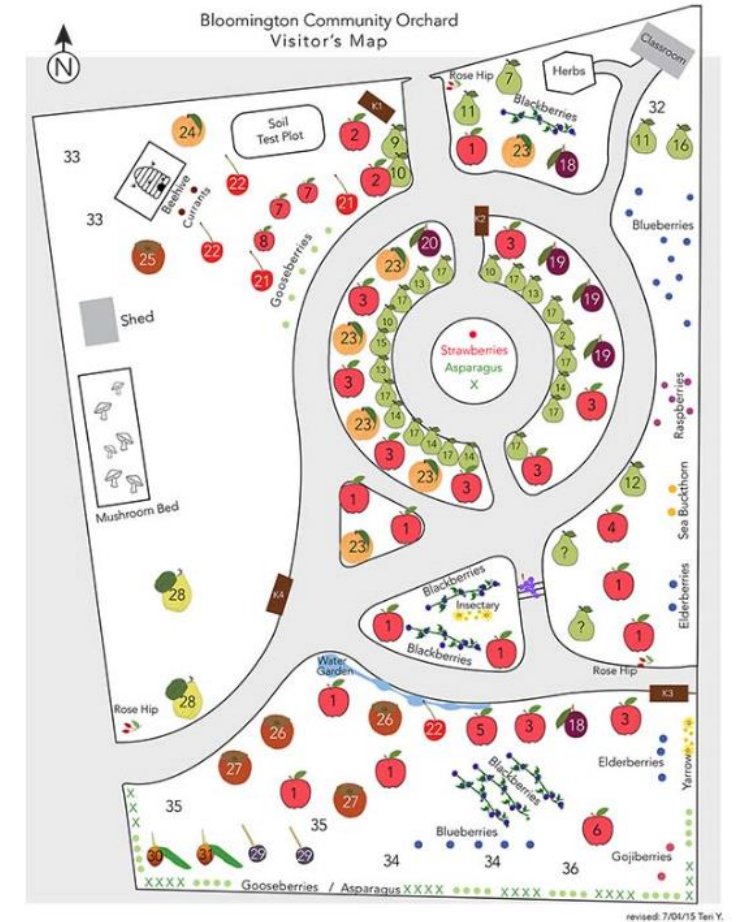 Bloomington Community Orchard
Visitor's Map
N
Classroom
Rose Hip
7
Herbs
K1
24
Soil
Test Plot
2
9
11
Blackberries
32
33
1
23
18
11
16
Beehive
22
Currants
7
7
21
2
10
33
22
8
Gooseberries
K2
Blueberries
25
21
20
23
17
13
3
10
17
13
19
17
3
17
19
10
2
Shed
23
15
Strawberries
Asparagus
X
17
19
3
13
17
14
17
3
Raspberries
23
14
17
14
17
14
3
23
3
17
3
Mushroom Bed
1
1
23
12
4
Sea Buckthorn
?
28
K4
Blackberries
Insectary
1
Blackberries
1
1
Elderberries
?
1
28
Rose Hip
Water
Garden
Rose Hip
K3
1
26
26
22
5
3
18
3
27
1
1
27
Blackberries
Elderberries
Yarrow
35
35
6
X
X
X
30
31
29
29
Blueberries
34
34
36
Gojiberries
X
X
XXXX
Gooseberries / Asparagus
XXXX
XXXX
XXXX
X
revised: 7/04/15 Teri Y.